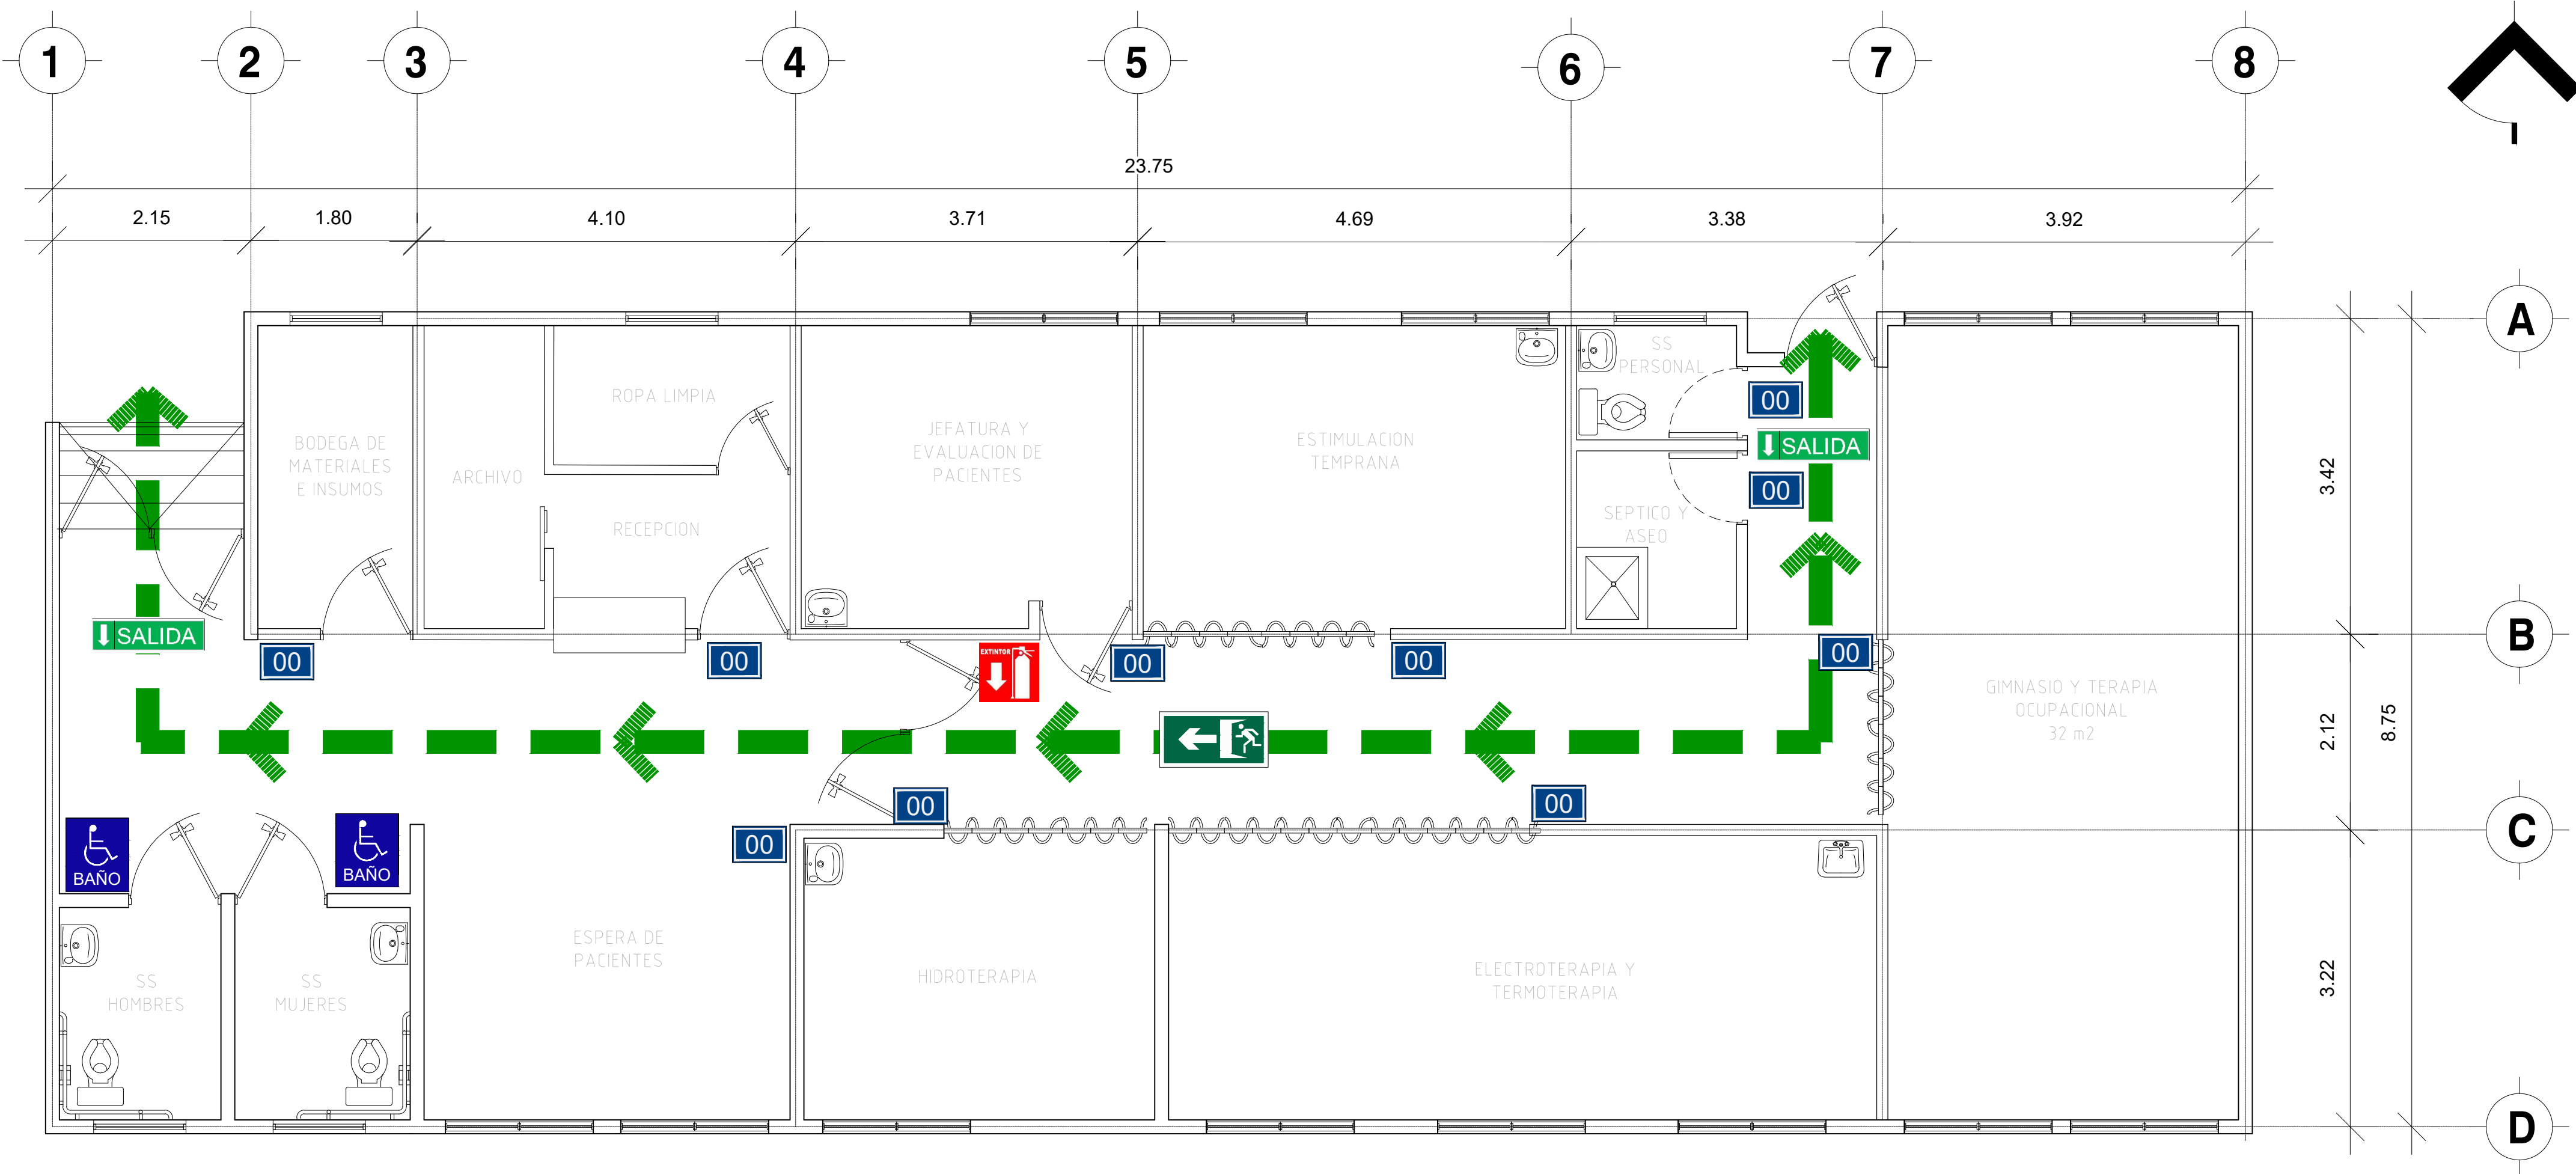 1 2 3 4 5 6 7 8
23.75
2.15 1.80 4.10 3.71 4.69 3.38 3.92
A
B
C
D
3.42
2.12
8.75
3.22
BODEGA DE
MATERIALES
E INSUMOS
ARCHIVO
ROPA LIMPIA
RECEPCION
JEFATURA Y
EVALUACION DE
PACIENTES
ESTIMULACION
TEMPRANA
SS
PERSONAL
SEPTICO Y
ASEO
00
SALIDA
00
SALIDA
00
00
EXTINTOR
00
00
00
GIMNASIO Y TERAPIA
OCUPACIONAL
32 m2
00
00
00
BAÑO
BAÑO
SS
HOMBRES
SS
MUJERES
ESPERA DE
PACIENTES
HIDROTERAPIA
ELECTROTERAPIA Y
TERMOTERAPIA